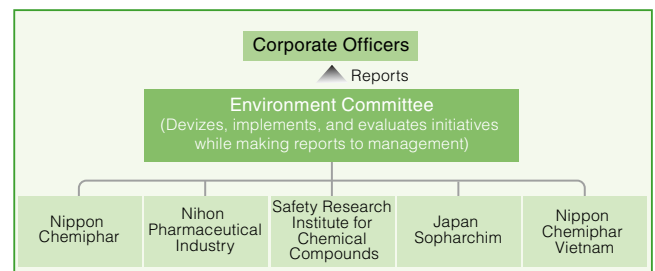 Corporate Officers
Reports
Environment Committee
(Devizes, implements, and evaluates initiatives
while making reports to management)
Nippon
Chemiphar
Nihon
Pharmaceutical
Industry
Safety Research
Institute for
Chemical
Compounds
Japan
Sopharchim
Nippon
Chemiphar
Vietnam